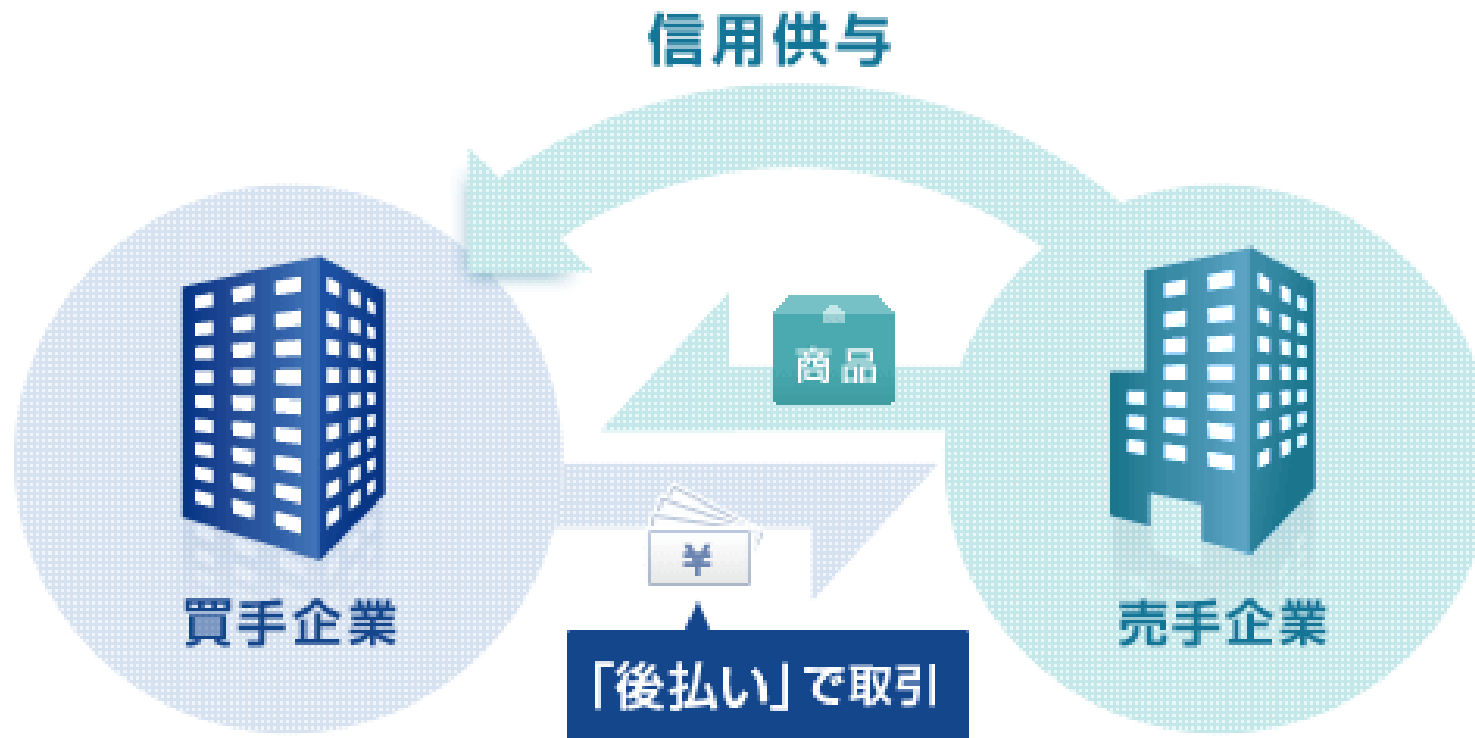 信用供与
商品
¥
買手企業
売手企業
「後払い」で取引